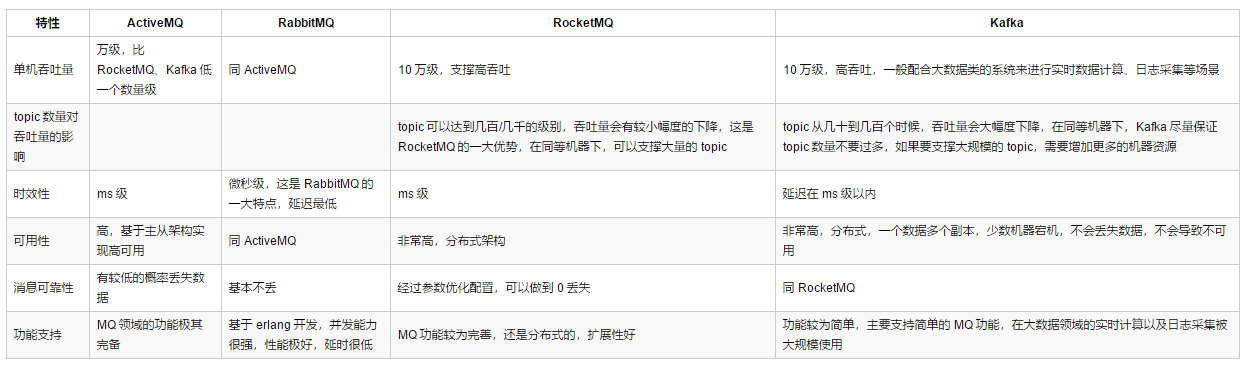 特性 ActiveMQ RabbitMQ RocketMQ Kafka
单机吞吐量
万级，比
RocketMQ、Kafka 低
一个数量级
同 ActiveMQ
10 万级，支撑高吞吐
10 万级，高吞吐，一般配合大数据类的系统来进行实时数据计算、日志采集等场景
topic 数量对
吞吐量的影
响
topic 可以达到几百/几千的级别，吞吐量会有较小幅度的下降，这是
RocketMQ 的一大优势，在同等机器下，可以支撑大量的 topic
topic 从几十到几百个时候，吞吐量会大幅度下降，在同等机器下，Kafka 尽量保证
topic 数量不要过多，如果要支撑大规模的 topic，需要增加更多的机器资源
时效性
ms 级
微秒级，这是 RabbitMQ 的
一大特点，延迟最低
ms 级
延迟在 ms 级以内
可用性
高，基于主从架构实
现高可用
同 ActiveMQ
非常高，分布式架构
非常高，分布式，一个数据多个副本，少数机器宕机，不会丢失数据，不会导致不可
用
消息可靠性
有较低的概率丢失数
据
基本不丢
经过参数优化配置，可以做到 0 丢失
同 RocketMQ
功能支持
MQ 领域的功能极其
完备
基于 erlang 开发，并发能力
很强，性能极好，延时很低
MQ 功能较为完善，还是分布式的，扩展性好
功能较为简单，主要支持简单的 MQ 功能，在大数据领域的实时计算以及日志采集被
大规模使用